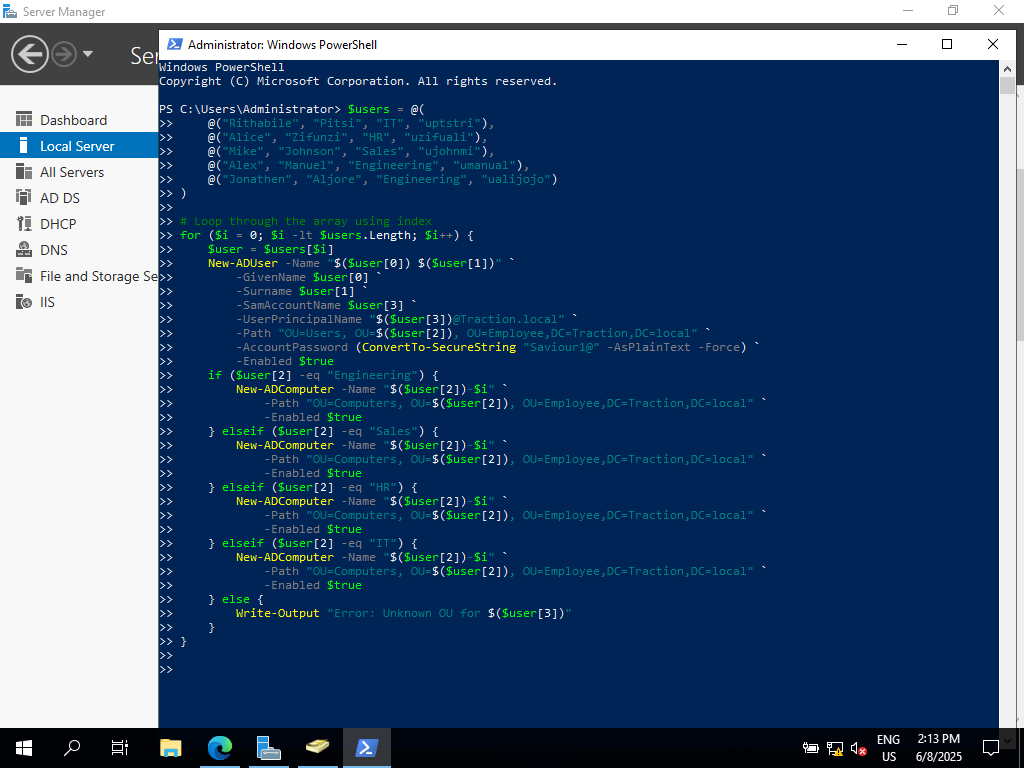 Server Manager
Ser
Administrator: Windows PowerShell
Dashboard
Local Server
All Servers
AD DS
DHCP
DNS
File and Storage Se
IIS
Windows PowerShell
Copyright (C) Microsoft Corporation. All rights reserved.
PS C:\Users\Administrator> $users = @(
>>     @("Rithabile", "Pitsi", "IT", "uptstri"),
>>     @("Alice", "Zifunzi", "HR", "uzifuali"),
>>     @("Mike", "Johnson", "Sales", "ujohnmi"),
>>     @("Alex", "Manuel", "Engineering", "umanual"),
>>     @("Jonathen", "Aljore", "Engineering", "ualijojo")
>> )
>>
>> # Loop through the array using index
>> for ($i = 0; $i -lt $users.Length; $i++) {
>>     $user = $users[$i]
>>     New-ADUser -Name "$($user[0]) $($user[1])" `
>>         -GivenName $user[0] `
>>         -Surname $user[1] `
>>         -SamAccountName $user[3] `
>>         -UserPrincipalName "$($user[3])@Traction.local" `
>>         -Path "OU=Users, OU=$($user[2]), OU=Employee,DC=Traction,DC=local" `
>>         -AccountPassword (ConvertTo-SecureString "Saviour1@" -AsPlainText -Force) `
>>         -Enabled $true
>>     if ($user[2] -eq "Engineering") {
>>         New-ADComputer -Name "$($user[2])-$i" `
>>             -Path "OU=Computers, OU=$($user[2]), OU=Employee,DC=Traction,DC=local" `
>>             -Enabled $true
>>     } elseif ($user[2] -eq "Sales") {
>>         New-ADComputer -Name "$($user[2])-$i" `
>>             -Path "OU=Computers, OU=$($user[2]), OU=Employee,DC=Traction,DC=local" `
>>             -Enabled $true
>>     } elseif ($user[2] -eq "HR") {
>>         New-ADComputer -Name "$($user[2])-$i" `
>>             -Path "OU=Computers, OU=$($user[2]), OU=Employee,DC=Traction,DC=local" `
>>             -Enabled $true
>>     } elseif ($user[2] -eq "IT") {
>>         New-ADComputer -Name "$($user[2])-$i" `
>>             -Path "OU=Computers, OU=$($user[2]), OU=Employee,DC=Traction,DC=local" `
>>             -Enabled $true
>>     } else {
>>         Write-Output "Error: Unknown OU for $($user[3])"
>>     }
>> }
>>
>>
ENG
US
2:13 PM
6/8/2025